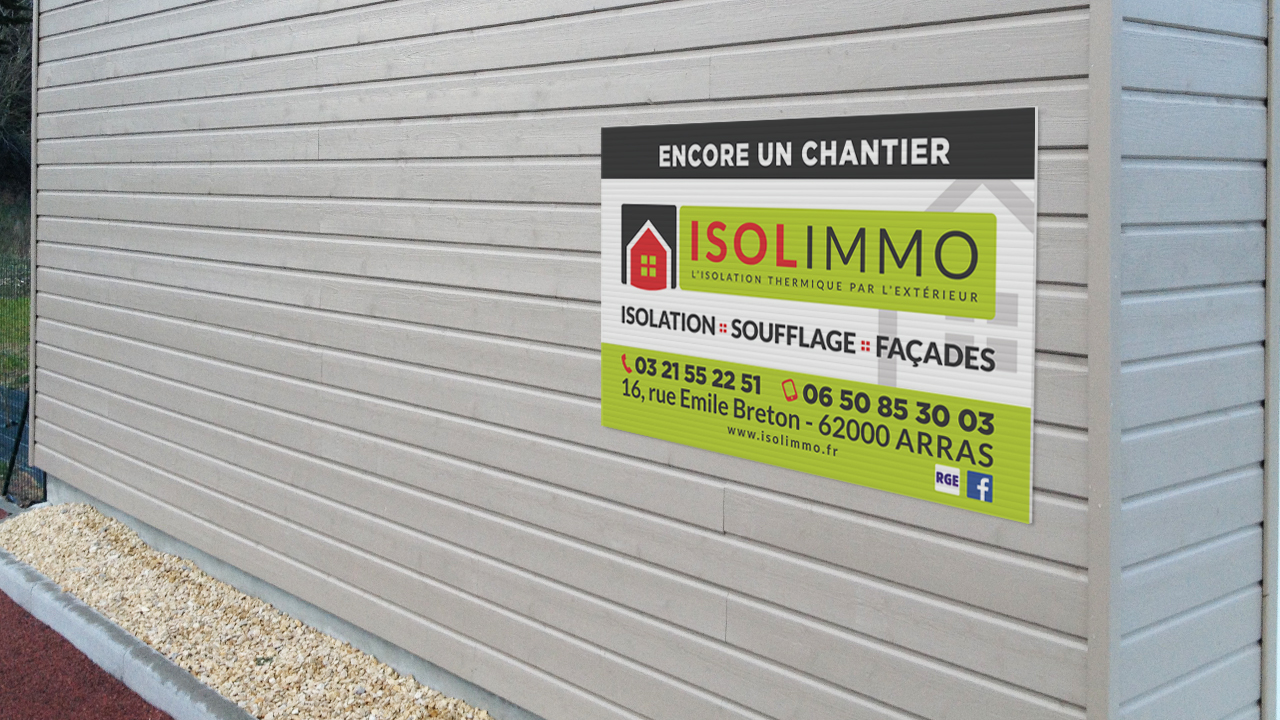 ENCORE UN CHANTIER
ISOLIMMO
L'ISOLATION THERMIQUE PAR L'EXTÉRIEUR
ISOLATION SOUFFLAGE FAÇADES
03 21 55 22 51 06 50 85 30 03
16, rue Emile Breton - 62000 ARRAS
www.isolimmo.fr
RGE f